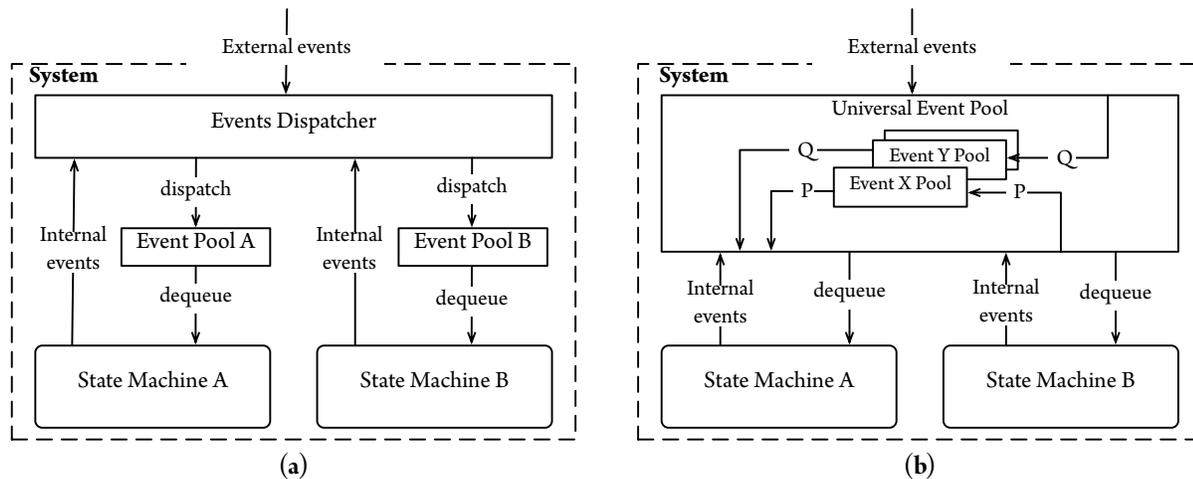 External events
System
Events Dispatcher
dispatch
dispatch
Internal
events
Event Pool A
Internal
events
Event Pool B
dequeue
dequeue
State Machine A
State Machine B
(a)
External events
System
Universal Event Pool
Q
Event Y Pool
Q
P
Event X Pool
P
Internal
events
dequeue
Internal
events
dequeue
State Machine A
State Machine B
(b)